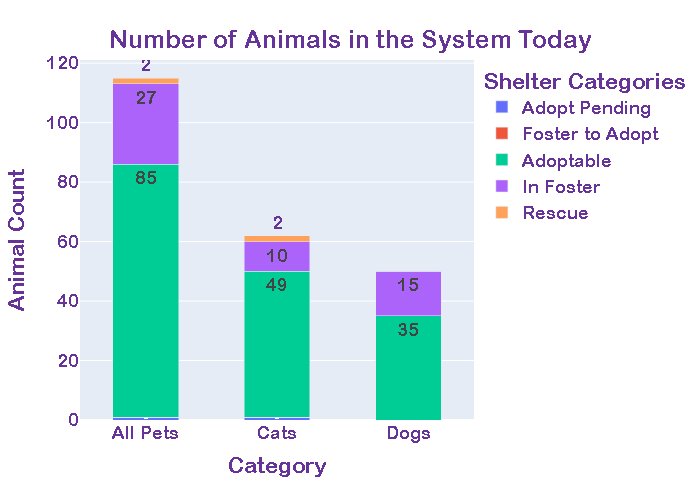 Number of Animals in the System Today
Animal Count
120
100
80
60
40
20
0
2
27
85
2
10
49
15
35
All Pets
Cats
Dogs
Category
Shelter Categories
Adopt Pending
Foster to Adopt
Adoptable
In Foster
Rescue